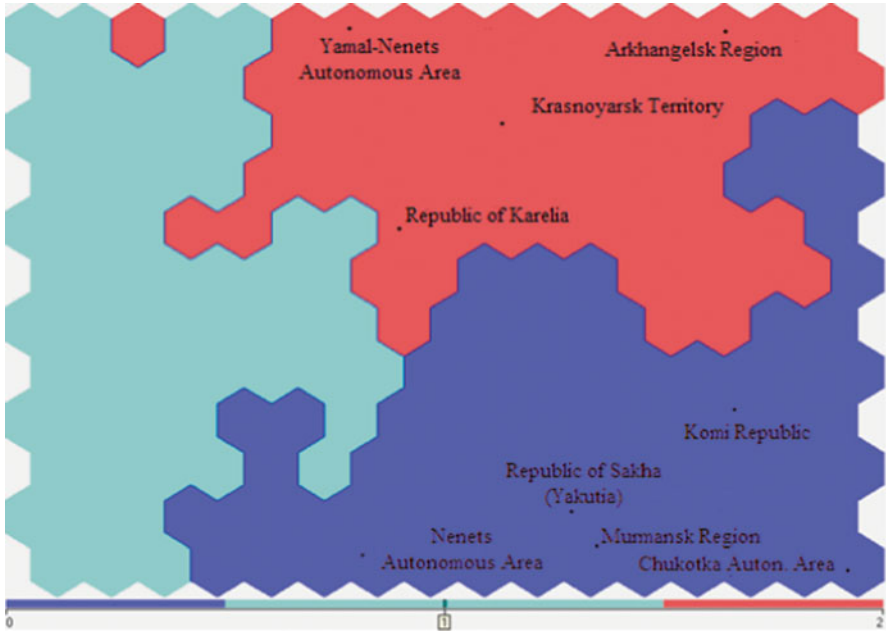 Yamal-Nenets
Autonomous Area
Arkhangelsk Region
Krasnoyarsk Territory
Republic of Karelia
Komi Republic
Republic of Sakha
(Yakutia)
Nenets
Autonomous Area
Murmansk Region
Chukotka Auton. Area
0
1
2